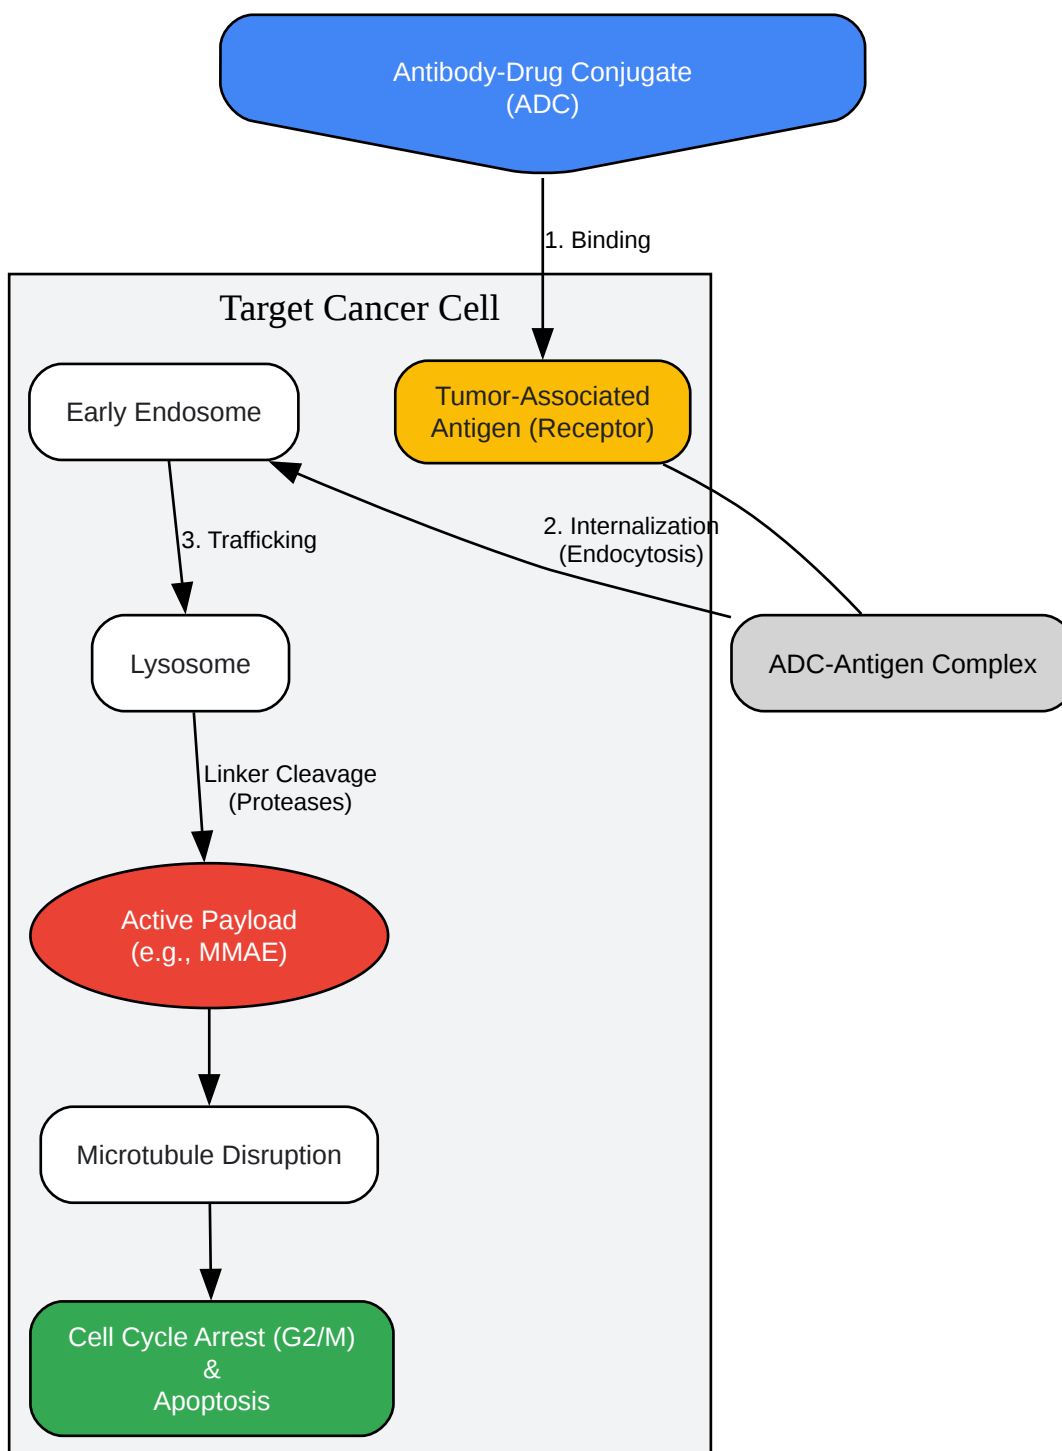 Antibody-Drug Conjugate
(ADC)
1. Binding
Target Cancer Cell
Early Endosome
Tumor-Associated
Antigen (Receptor)
2. Internalization
(Endocytosis)
3. Trafficking
Lysosome
ADC-Antigen Complex
Linker Cleavage
(Proteases)
Active Payload
(e.g., MMAE)
Microtubule Disruption
Cell Cycle Arrest (G2/M)
&
Apoptosis